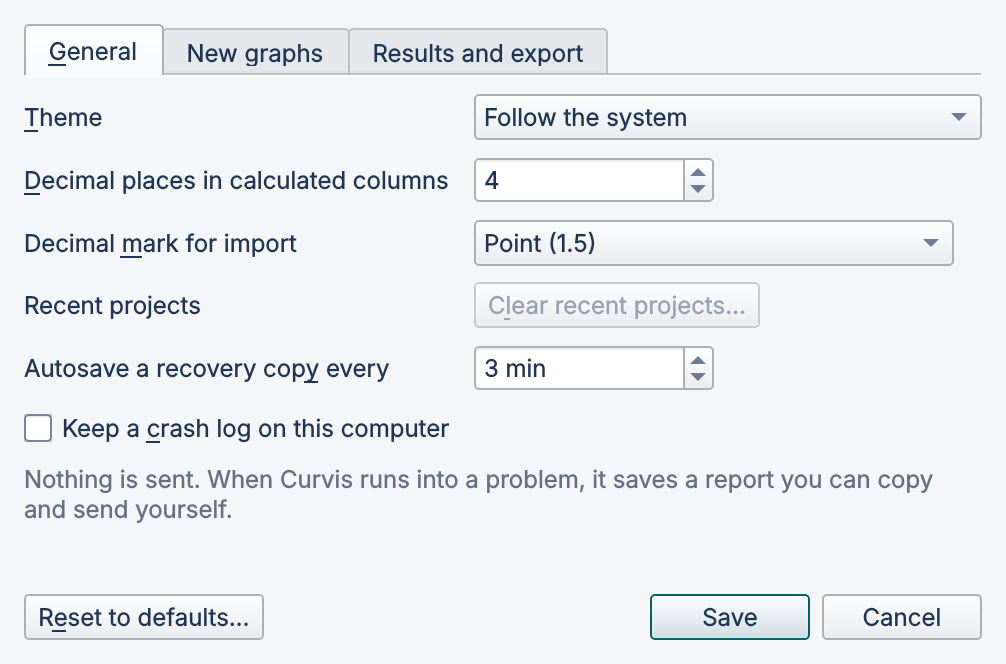 General
New graphs
Results and export
Theme
Follow the system
Decimal places in calculated columns
4
Decimal mark for import
Point (1.5)
Recent projects
Clear recent projects...
Autosave a recovery copy every
3 min
Keep a crash log on this computer
Nothing is sent. When Curvis runs into a problem, it saves a report you can copy
and send yourself.
Reset to defaults...
Save
Cancel